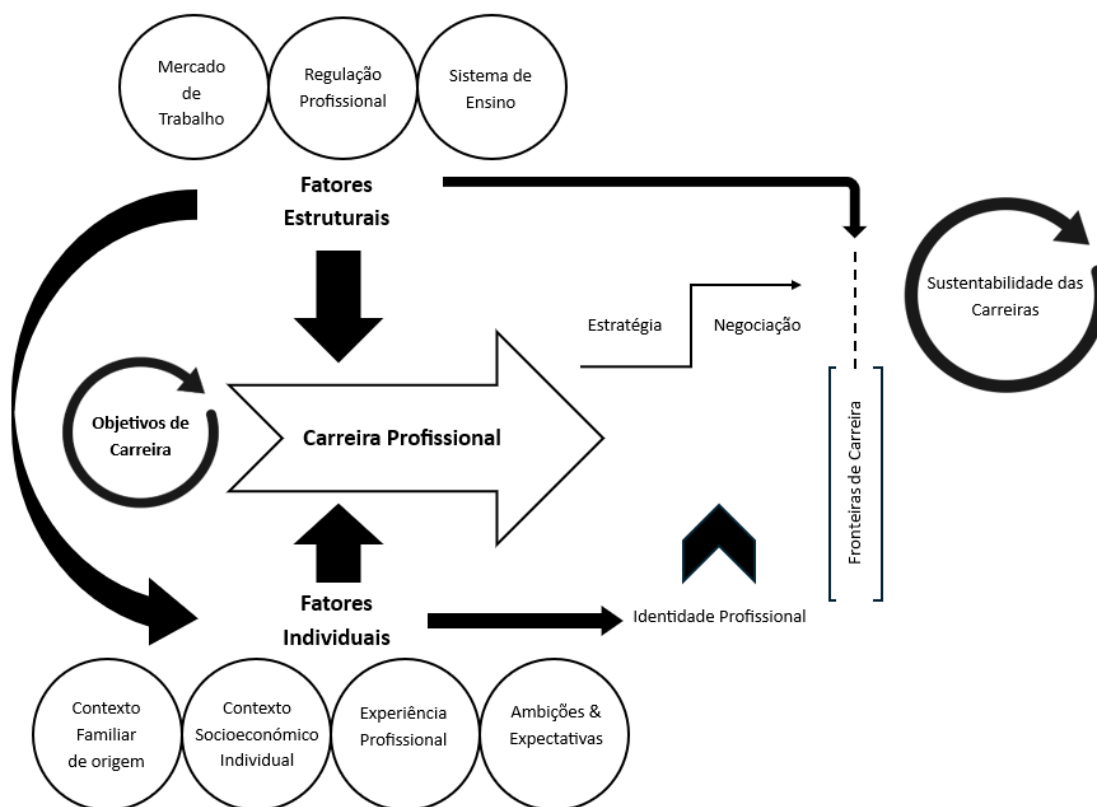 Mercado
de
Trabalho
Regulação
Profissional
Sistema de
Ensino
Fatores
Estruturais
Sustentabilidade das
Carreiras
Estratégia
Negociação
Objetivos de
Carreira
Carreira Profissional
Fronteiras de Carreira
Fatores
Individuais
Identidade Profissional
Contexto
Familiar
de origem
Contexto
Socioeconómico
Individual
Experiência
Profissional
Ambições &
Expectativas